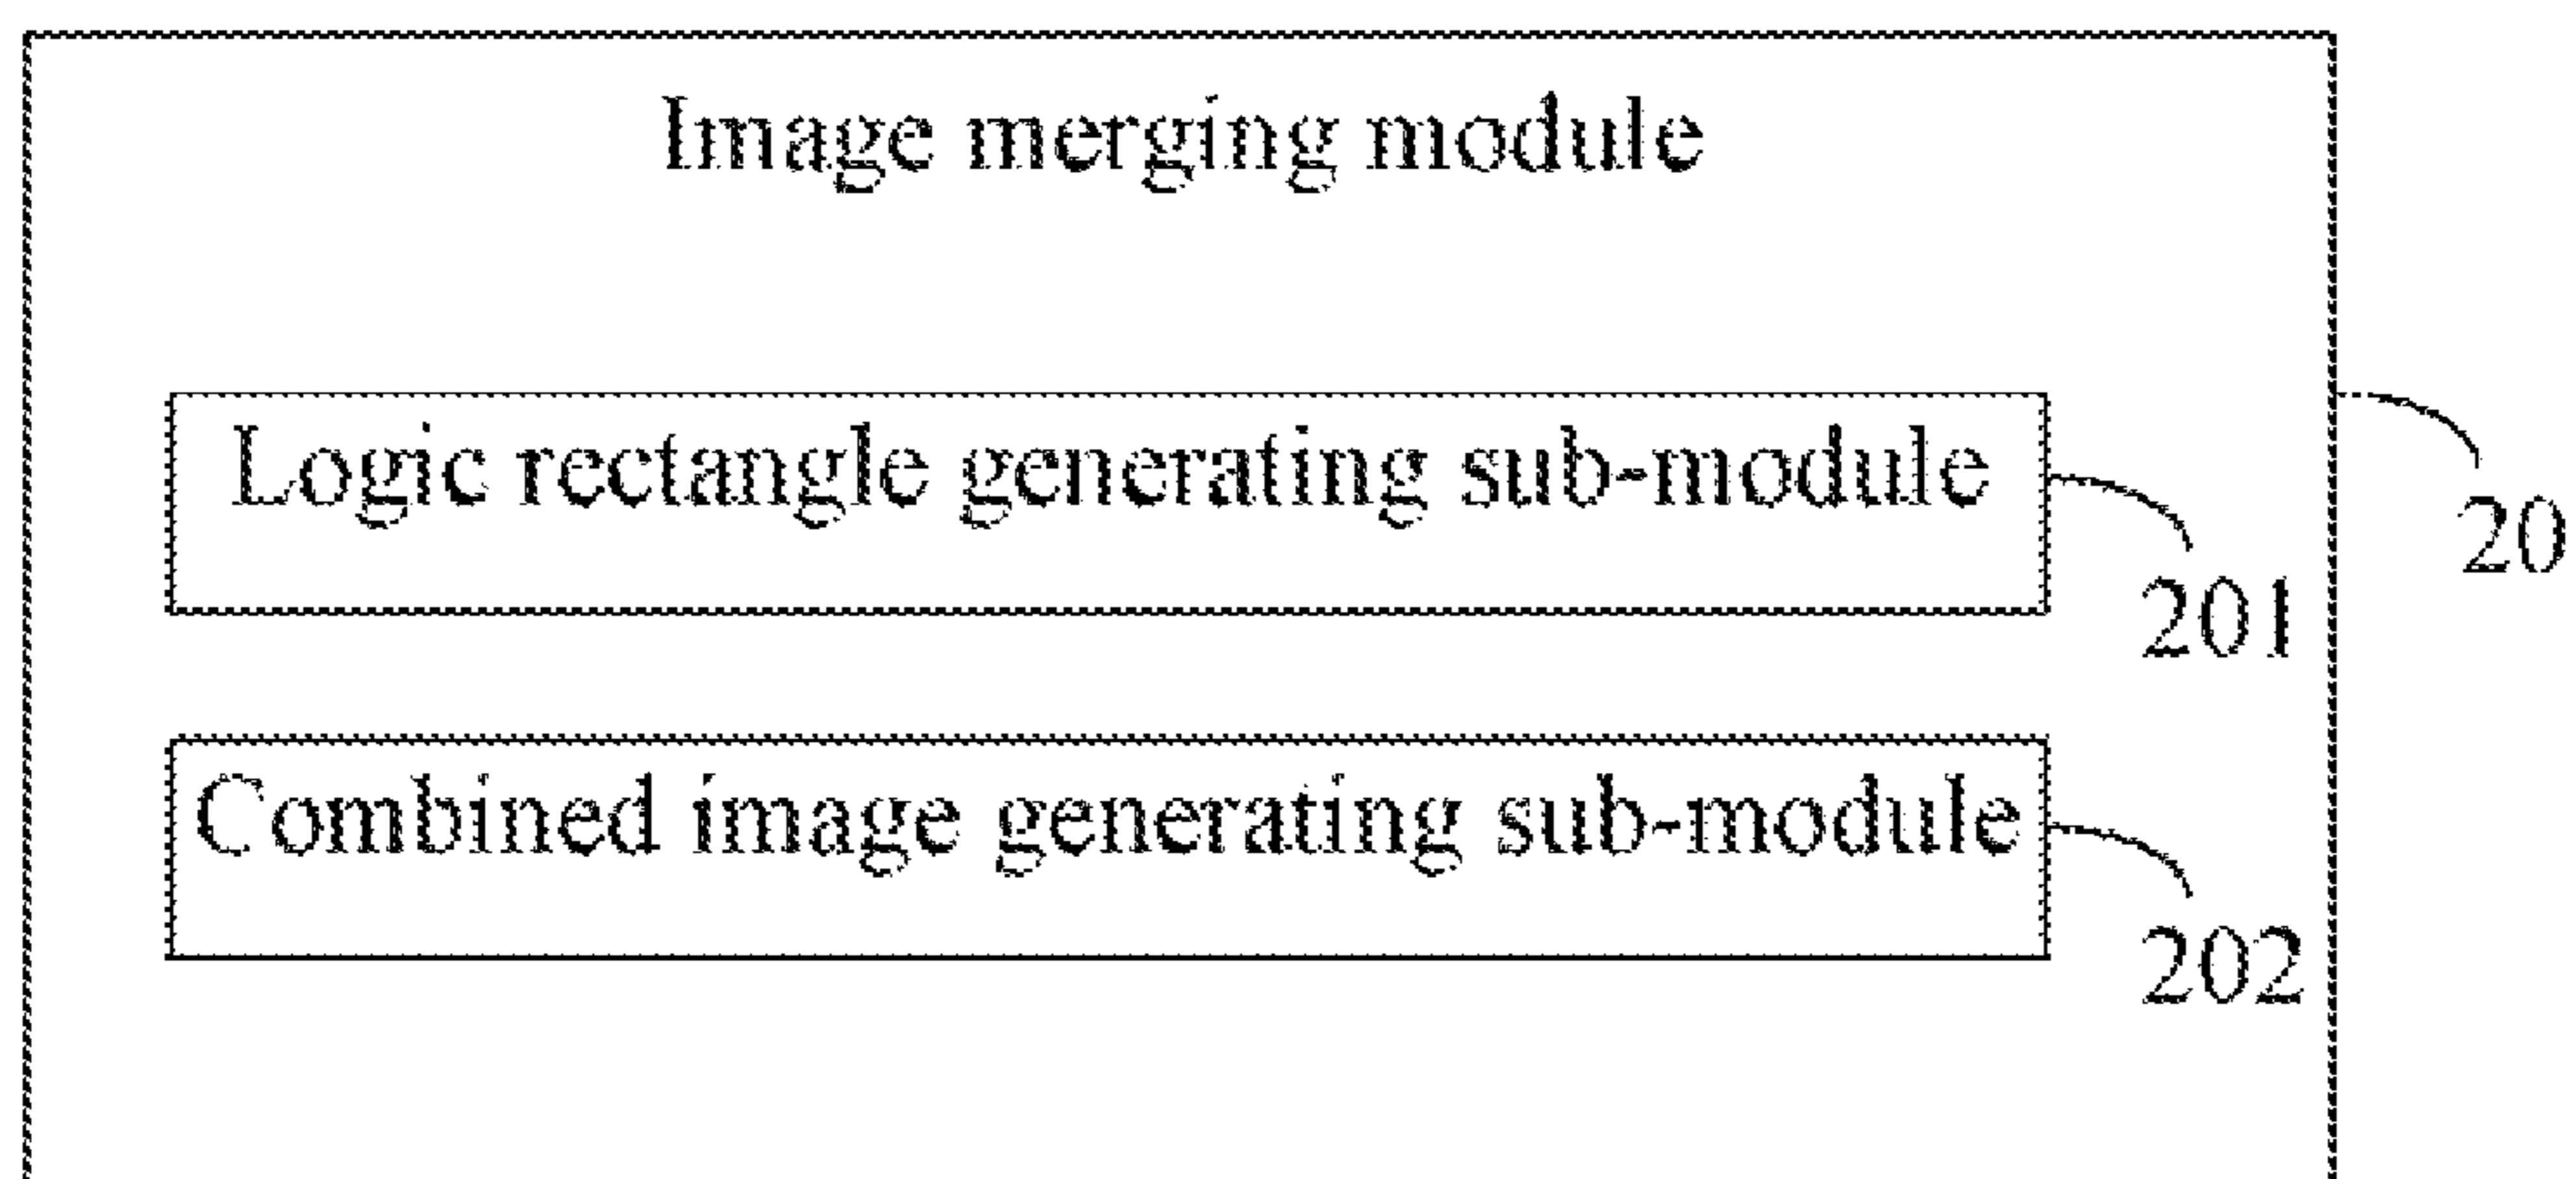 Image merging module
Logic rectangle generating sub-module
20
201
Combined image generating sub-module
202